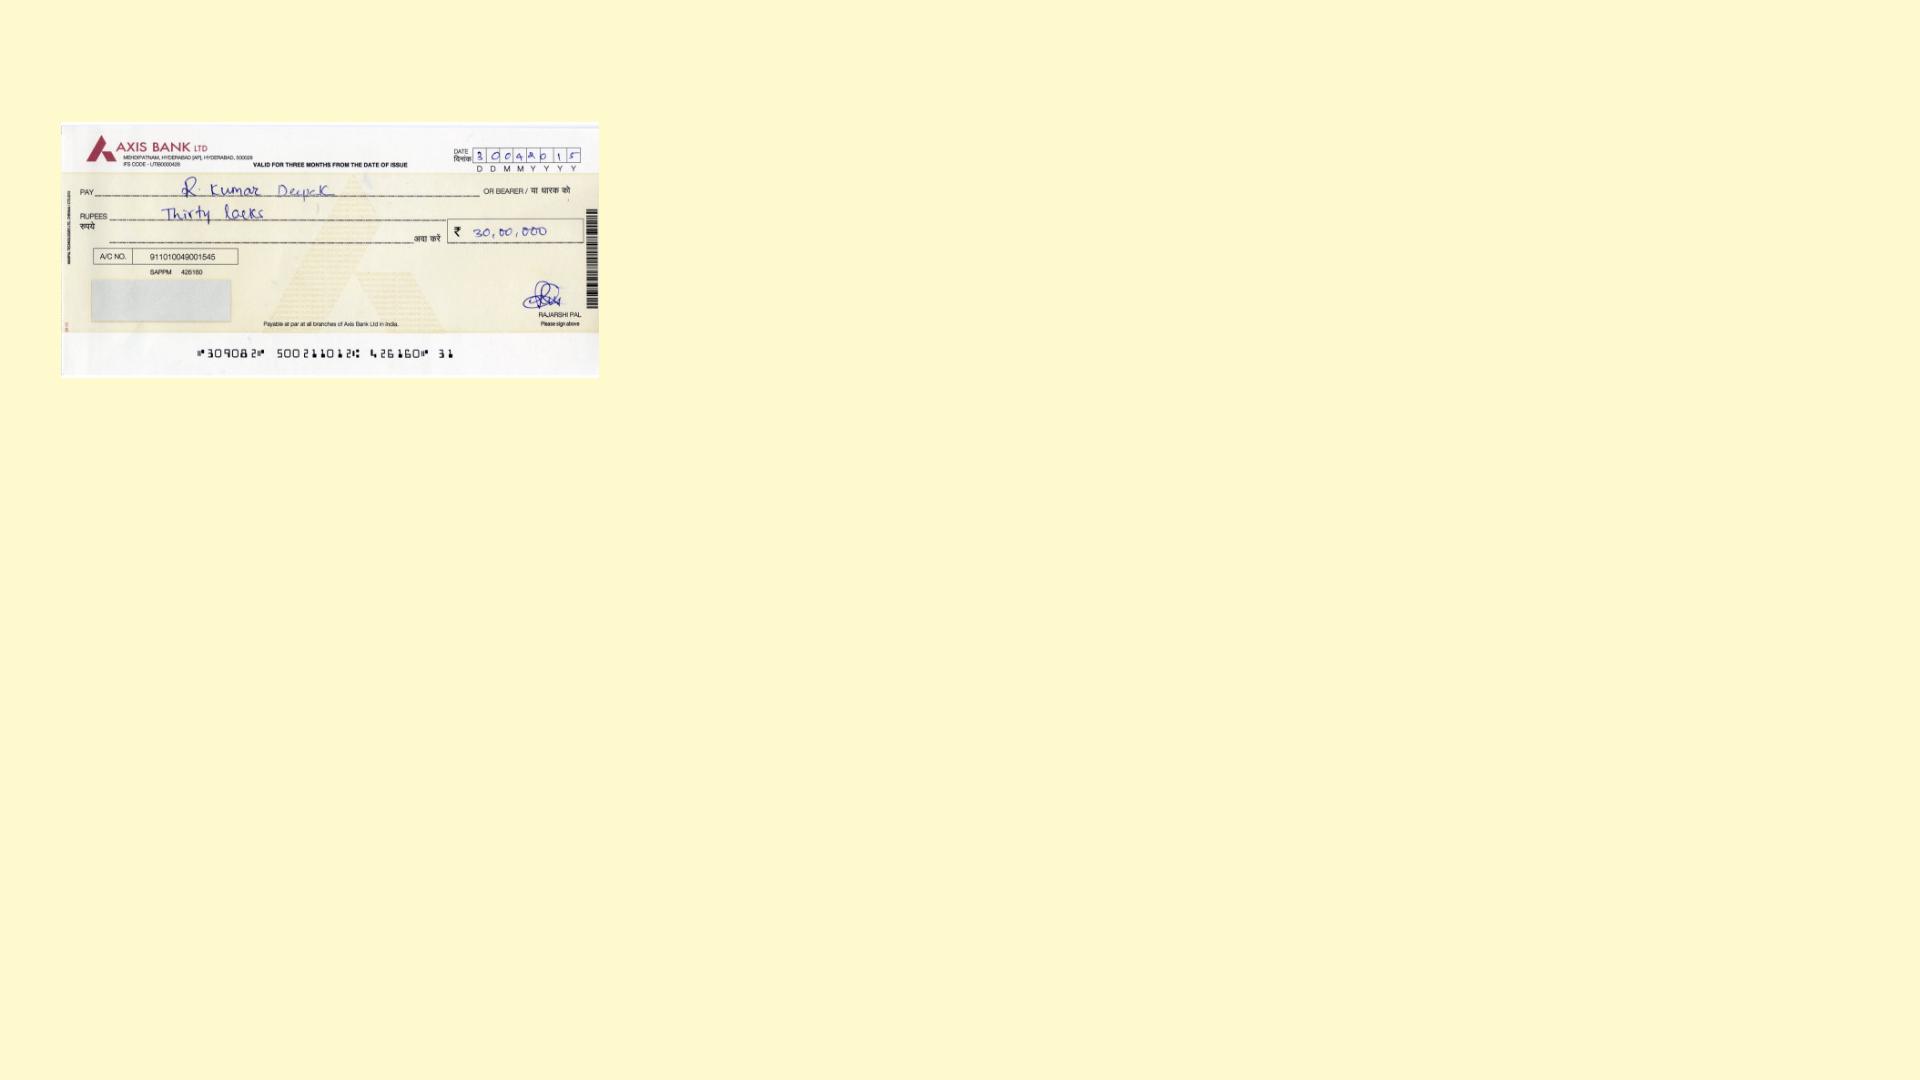 AXIS BANK LTD
MEHDIPATNAM, HYDERABAD [AP], HYDERABAD, 500028
IFS CODE - UTIB0000426
VALID FOR THREE MONTHS FROM THE DATE OF ISSUE
DATE 3 0 0 4 2 0 1 5
दिनांक
D D M M Y Y Y Y
PAY R. Kumar Deepak OR BEARER / या धारक को
RUPEES Thirty lacks
रुपये
अदा करें ₹ 30,00,000
A/C NO. 911010049001545
SAPPM 426160
RAJARSHI PAL
Payable at par at all branches of Axis Bank Ltd in India.
Please sign above
⑈309082⑈ 500211012⑆ 426160⑈ 31